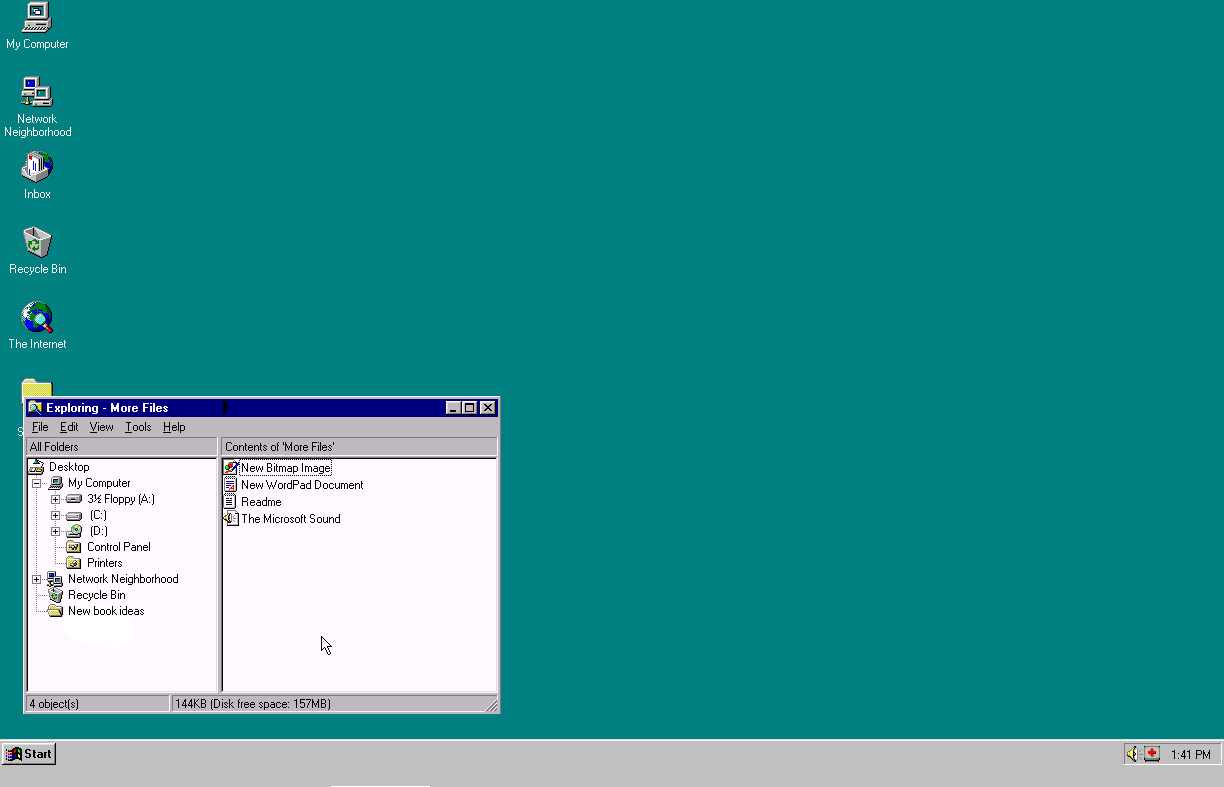 My Computer
Network
Neighborhood
Inbox
Recycle Bin
The Internet
S
Exploring - More Files
File Edit View Tools Help
All Folders
Contents of 'More Files'
Desktop
My Computer
3½ Floppy (A:)
(C:)
(D:)
Control Panel
Printers
Network Neighborhood
Recycle Bin
New book ideas
New Bitmap Image
New WordPad Document
Readme
The Microsoft Sound
4 object(s)
144KB (Disk free space: 157MB)
Start
1:41 PM